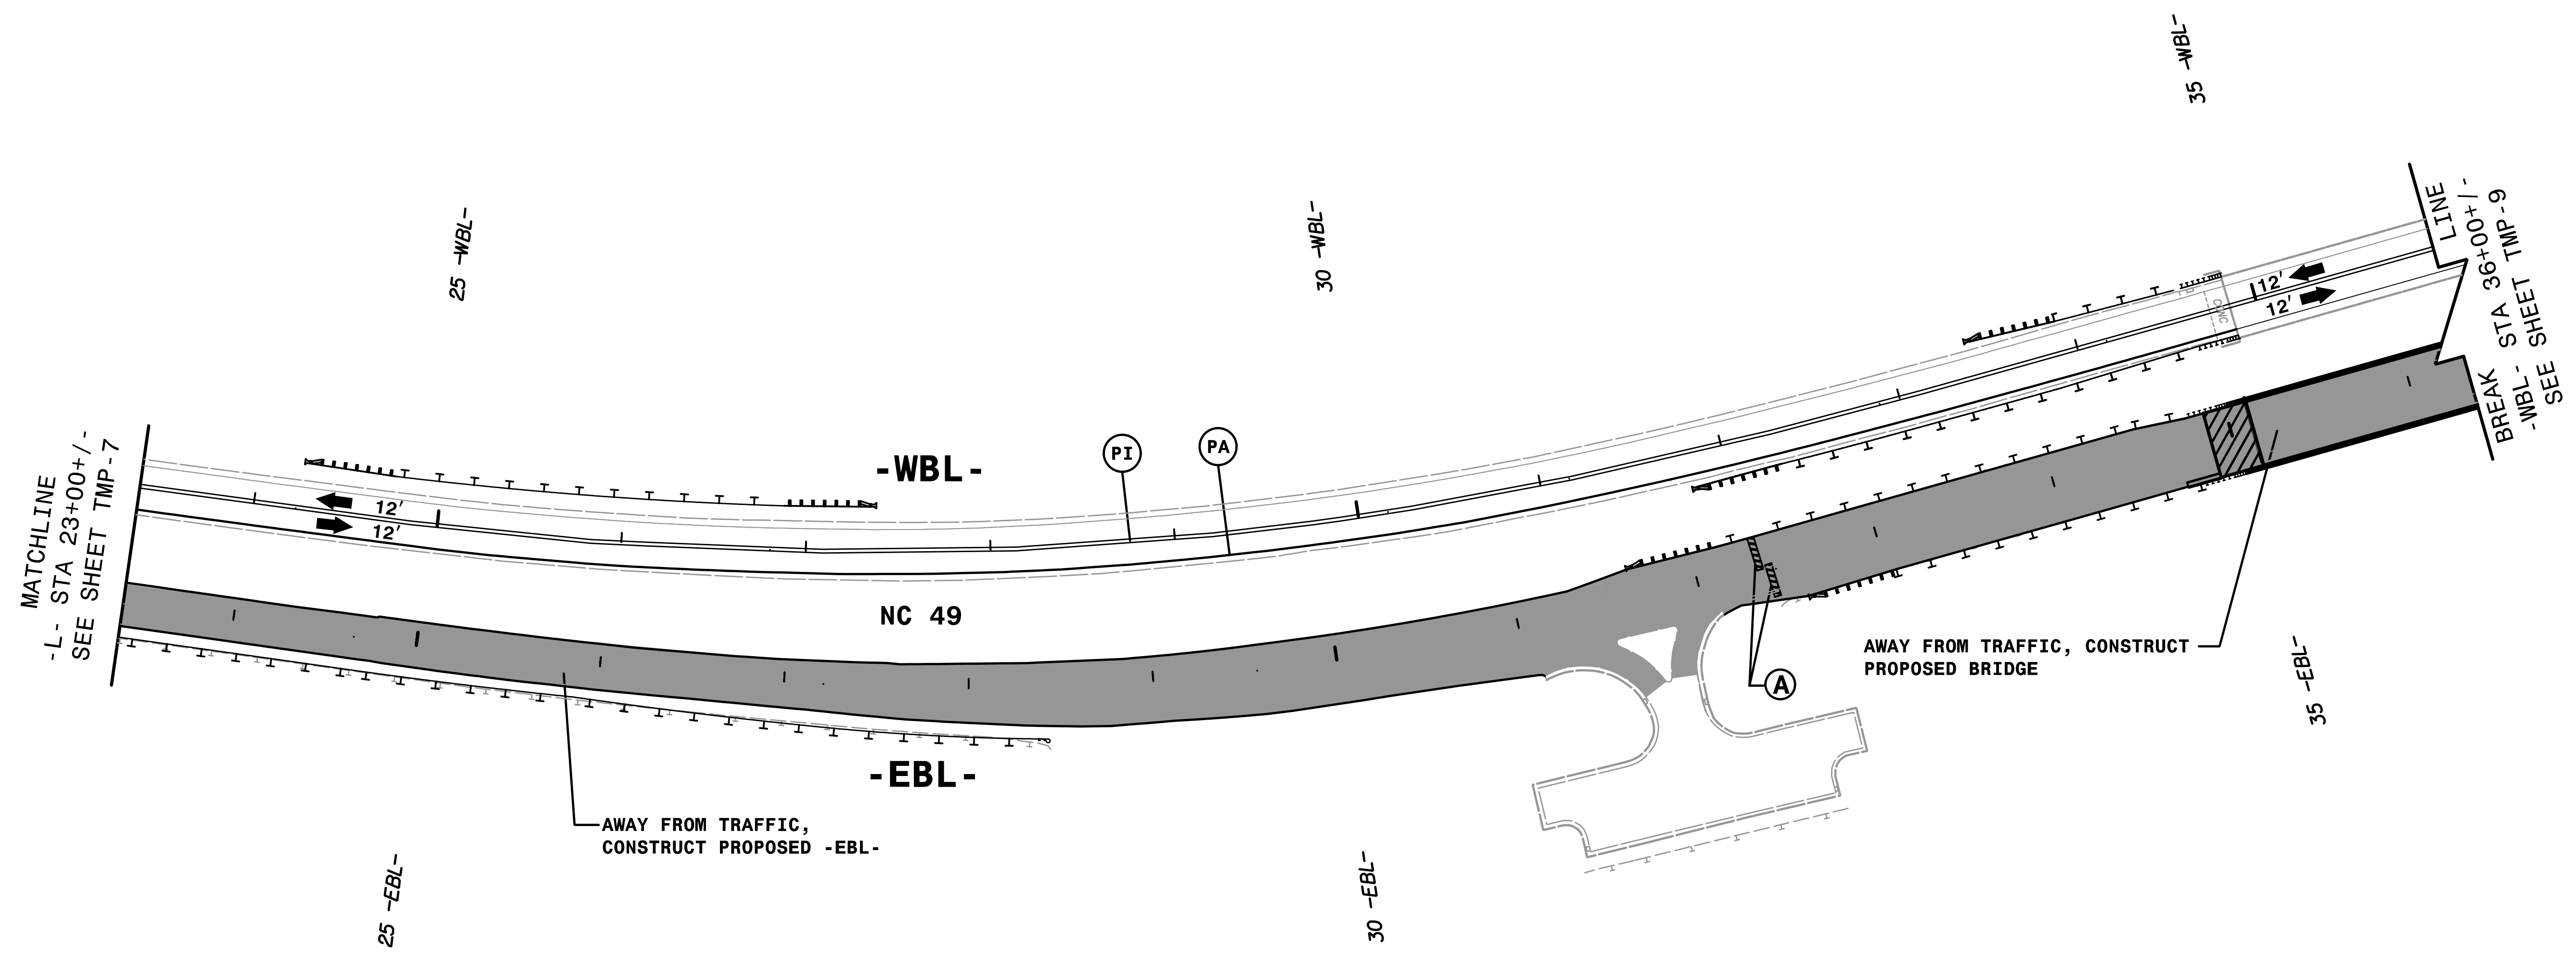 35 -WBL-
25 -WBL-
30 -WBL-
MATCHLINE
-L- STA 23+00+/-
SEE SHEET TMP-7
12'
12'
-WBL-
PI
PA
CONC
12'
12'
BREAK LINE
-WBL- STA 36+00+/-
SEE SHEET TMP-9
NC 49
A
AWAY FROM TRAFFIC, CONSTRUCT
PROPOSED BRIDGE
35 -EBL-
-EBL-
AWAY FROM TRAFFIC,
CONSTRUCT PROPOSED -EBL-
25 -EBL-
30 -EBL-